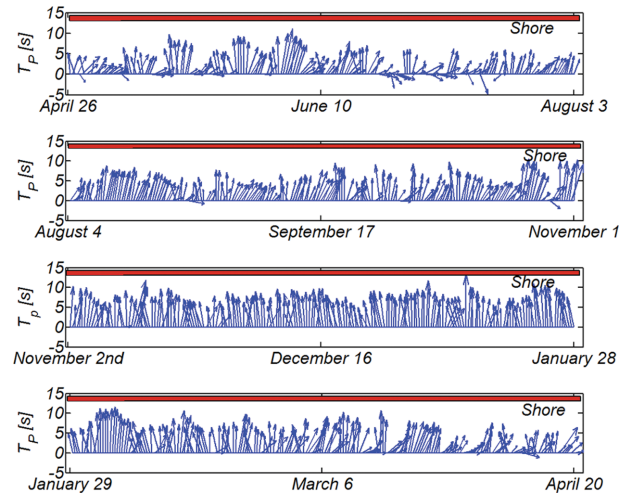 15
Shore
10
T_P [s]
5
0
-5
April 26 June 10 August 3
15
Shore
10
T_P [s]
5
0
-5
August 4 September 17 November 1
15
Shore
10
T_p [s]
5
0
-5
November 2nd December 16 January 28
15
Shore
10
T_P [s]
5
0
-5
January 29 March 6 April 20